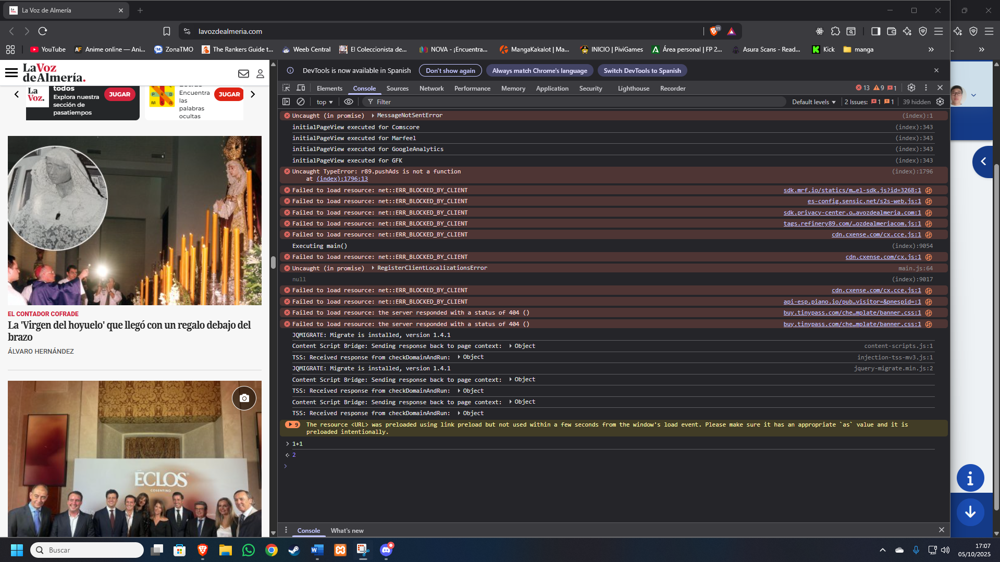 La Voz de Almería
lavozdealmeria.com
11
YouTube
Anime online — Ani...
ZonaTMO
The Rankers Guide t...
Weeb Central
El Coleccionista de...
NOVA - ¡Encuentra...
MangaKakalot | Ma...
INICIO | PiviGames
Área personal | FP 2...
Asura Scans - Read...
Kick
manga
LaVoz
deAlmería.
La
Voz.
todos
Explora nuestra
sección de
pasatiempos
JUGAR
Encuentra
las
palabras
ocultas
JUGAR
EL CONTADOR COFRADE
La 'Virgen del hoyuelo' que llegó con un regalo debajo del
brazo
ÁLVARO HERNÁNDEZ
ECLOS
COSENTINO
DevTools is now available in Spanish
Don't show again
Always match Chrome's language
Switch DevTools to Spanish
Elements
Console
Sources
Network
Performance
Memory
Application
Security
Lighthouse
Recorder
13
9
1
top
Filter
Default levels
2 Issues:
1
1
39 hidden
Uncaught (in promise) MessageNotSentError (index):1
initialPageView executed for Comscore (index):343
initialPageView executed for Marfeel (index):343
initialPageView executed for GoogleAnalytics (index):343
initialPageView executed for GFK (index):343
Uncaught TypeError: r89.pushAds is not a function (index):1796
at (index):1796:13
Failed to load resource: net::ERR_BLOCKED_BY_CLIENT sdk.mrf.io/statics/m…el-sdk.js?id=3268:1
Failed to load resource: net::ERR_BLOCKED_BY_CLIENT es-config.sensic.net/s2s-web.js:1
Failed to load resource: net::ERR_BLOCKED_BY_CLIENT sdk.privacy-center.o…avozdealmeria.com:1
Failed to load resource: net::ERR_BLOCKED_BY_CLIENT tags.refinery89.com/…ozdealmeriacom.js:1
Failed to load resource: net::ERR_BLOCKED_BY_CLIENT cdn.cxense.com/cx.cce.js:1
Executing main() (index):9054
Failed to load resource: net::ERR_BLOCKED_BY_CLIENT cdn.cxense.com/cx.js:1
Uncaught (in promise) RegisterClientLocalizationsError main.js:64
null (index):9017
Failed to load resource: net::ERR_BLOCKED_BY_CLIENT cdn.cxense.com/cx.cce.js:1
Failed to load resource: net::ERR_BLOCKED_BY_CLIENT api-esp.piano.io/pub…visitor=&pnespid=:1
Failed to load resource: the server responded with a status of 404 () buy.tinypass.com/che…mplate/banner.css:1
Failed to load resource: the server responded with a status of 404 () buy.tinypass.com/che…mplate/banner.css:1
JQMIGRATE: Migrate is installed, version 1.4.1
Content Script Bridge: Sending response back to page context: Object content-scripts.js:1
TSS: Received response from checkDomainAndRun: Object injection-tss-mv3.js:1
JQMIGRATE: Migrate is installed, version 1.4.1 jquery-migrate.min.js:2
Content Script Bridge: Sending response back to page context: Object
TSS: Received response from checkDomainAndRun: Object
Content Script Bridge: Sending response back to page context: Object
TSS: Received response from checkDomainAndRun: Object
9 The resource <URL> was preloaded using link preload but not used within a few seconds from the window's load event. Please make sure it has an appropriate `as` value and it is
preloaded intentionally.
1+1
2
Console
What's new
Buscar
17:07
05/10/2025